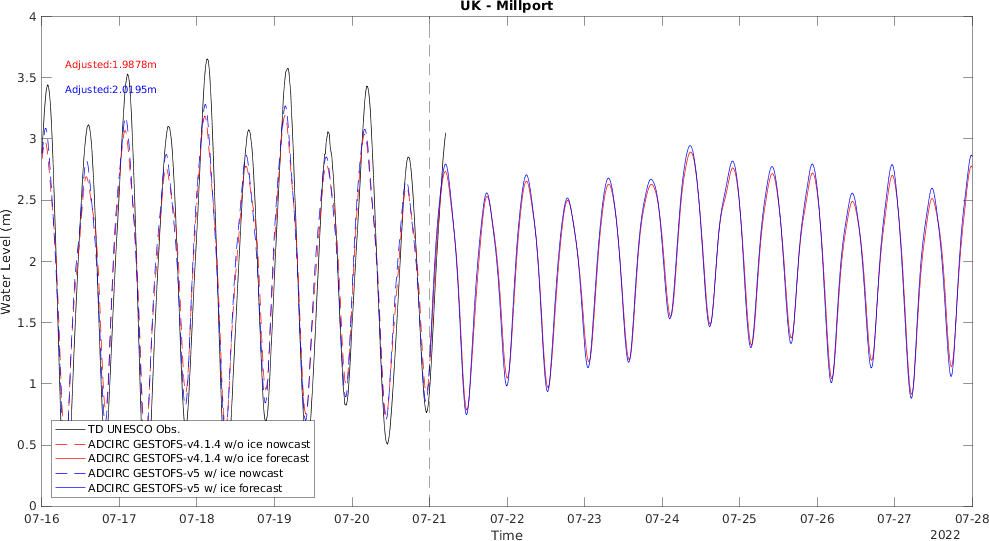 UK - Millport
4
3.5
3
2.5
2
1.5
1
0.5
0
Water Level (m)
Adjusted:1.9878m
Adjusted:2.0195m
TD UNESCO Obs.
ADCIRC GESTOFS-v4.1.4 w/o ice nowcast
ADCIRC GESTOFS-v4.1.4 w/o ice forecast
ADCIRC GESTOFS-v5 w/ ice nowcast
ADCIRC GESTOFS-v5 w/ ice forecast
07-16 07-17 07-18 07-19 07-20 07-21 07-22 07-23 07-24 07-25 07-26 07-27 07-28
Time
2022